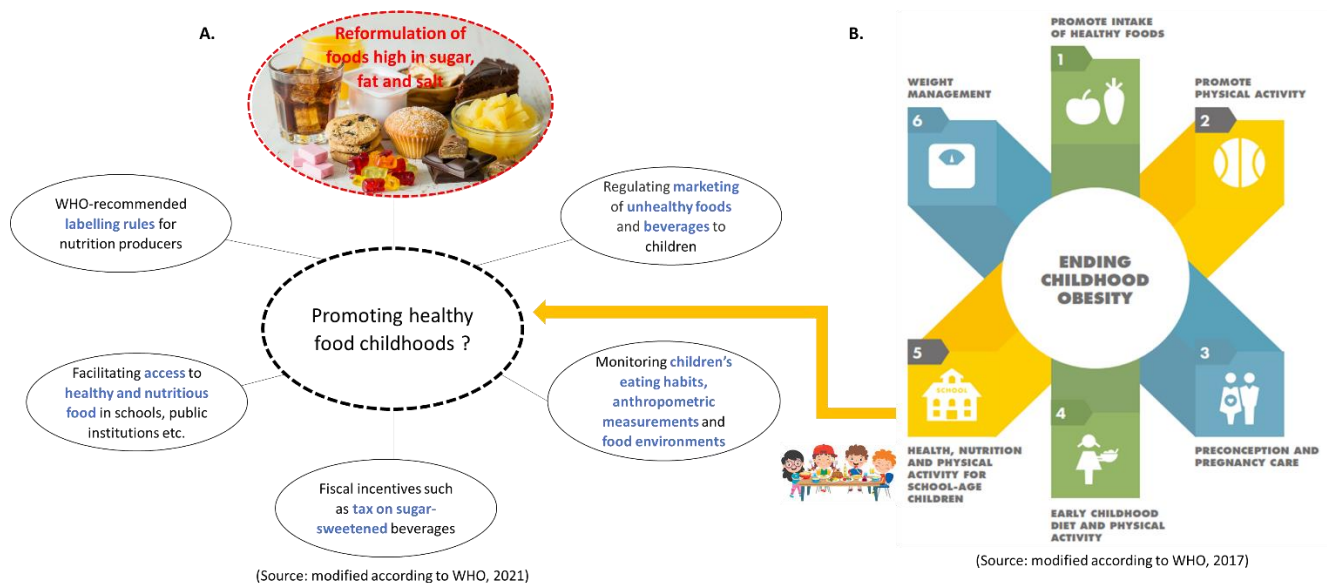 A.
Reformulation of
foods high in sugar,
fat and salt
WHO-recommended
labelling rules for
nutrition producers
Regulating marketing
of unhealthy foods
and beverages to
children
Promoting healthy
food childhoods ?
Facilitating access to
healthy and nutritious
food in schools, public
institutions etc.
Monitoring children's
eating habits,
anthropometric
measurements and
food environments
Fiscal incentives such
as tax on sugar-
sweetened beverages
(Source: modified according to WHO, 2021)
B.
PROMOTE INTAKE
OF HEALTHY FOODS
1
WEIGHT
MANAGEMENT
6
PROMOTE
PHYSICAL ACTIVITY
2
ENDING
CHILDHOOD
OBESITY
5
SCHOOL
HEALTH, NUTRITION
AND PHYSICAL
ACTIVITY FOR
SCHOOL-AGE
CHILDREN
3
PRECONCEPTION AND
PREGNANCY CARE
4
EARLY CHILDHOOD
DIET AND PHYSICAL
ACTIVITY
(Source: modified according to WHO, 2017)